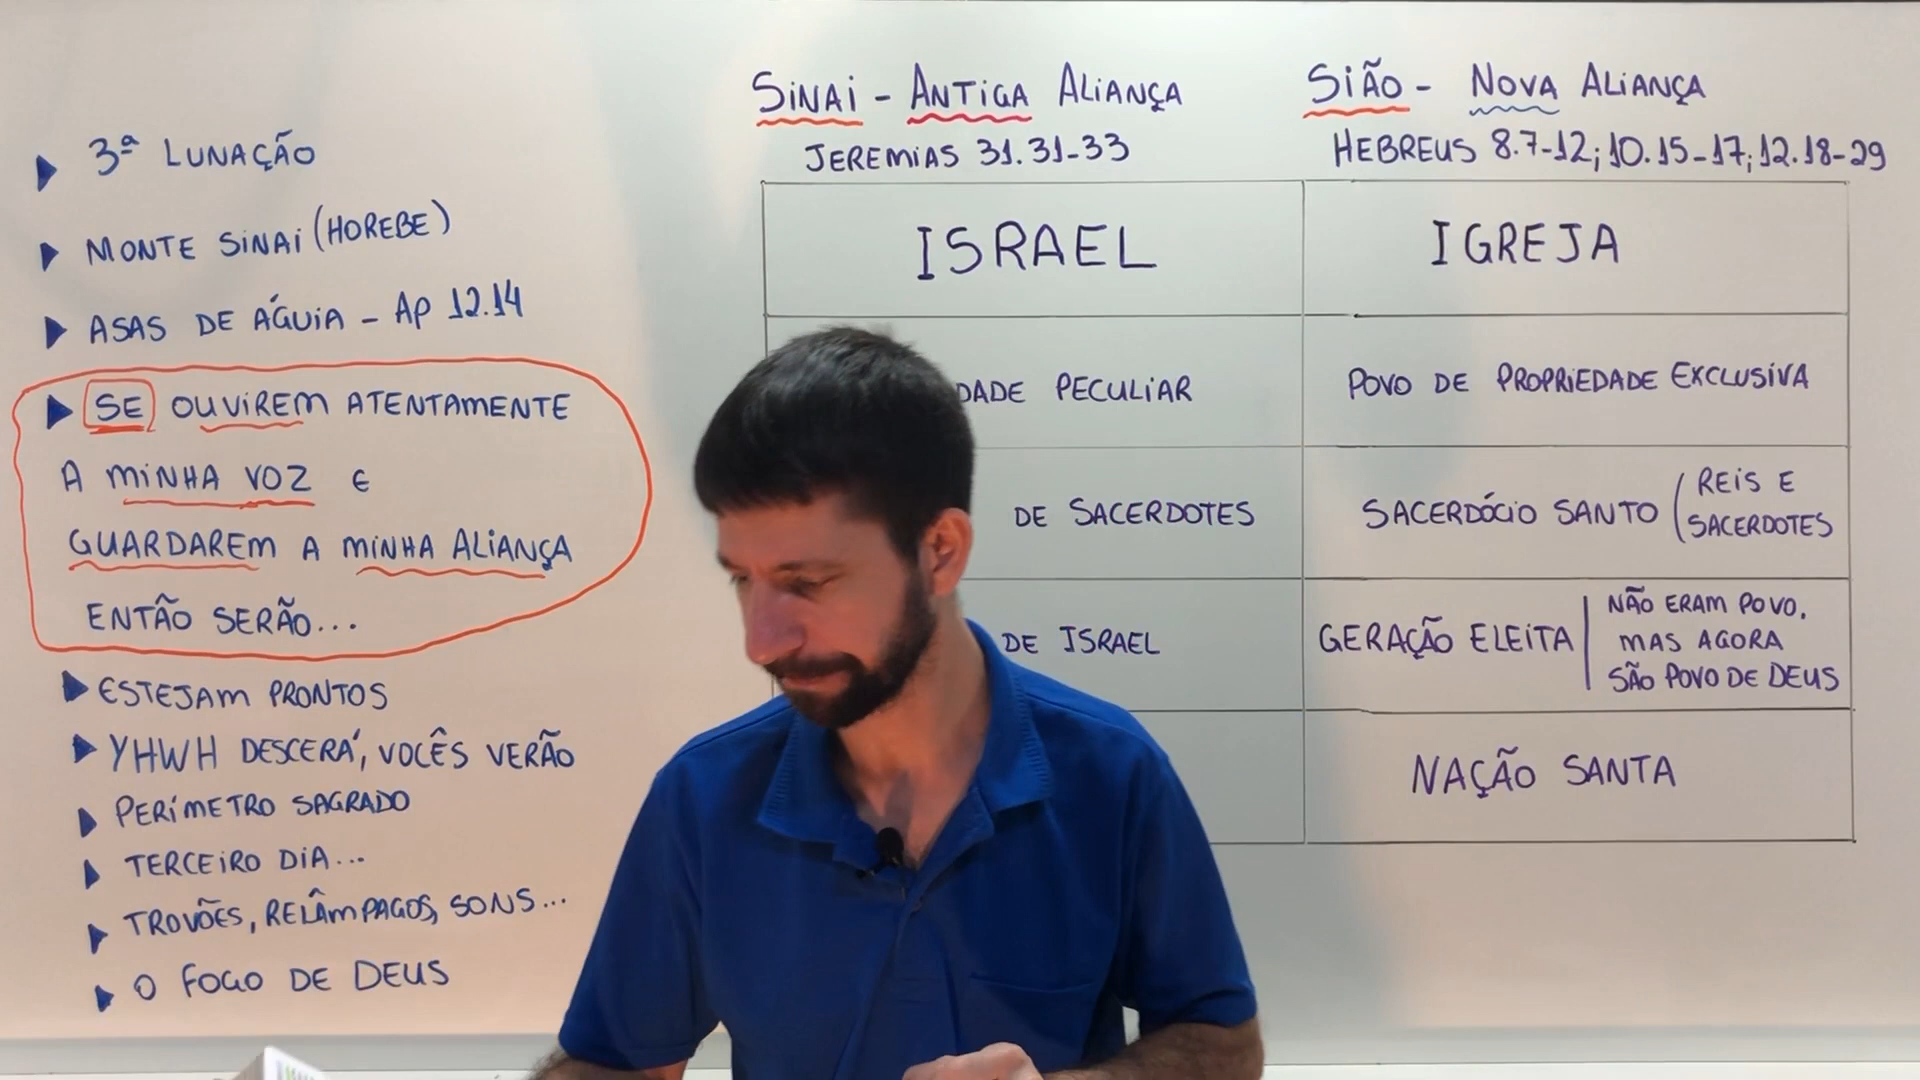 3ª LUNAÇÃO
MONTE SINAI (HOREBE)
ASAS DE ÁGUIA - AP 12.14
SE OUVIREM ATENTAMENTE
A MINHA VOZ E
GUARDAREM A MINHA ALIANÇA
ENTÃO SERÃO...
ESTEJAM PRONTOS
YHWH DESCERÁ, VOCÊS VERÃO
PERÍMETRO SAGRADO
TERCEIRO DIA...
TROVÕES, RELÂMPAGOS, SONS...
O FOGO DE DEUS
SINAI - ANTIGA ALIANÇA
JEREMIAS 31.31-33
SIÃO - NOVA ALIANÇA
HEBREUS 8.7-12; 10.15-17; 12.18-29
ISRAEL
IGREJA
PECULIAR
POVO DE PROPRIEDADE EXCLUSIVA
DE SACERDOTES
SACERDÓCIO SANTO
(REIS E
SACERDOTES
DE ISRAEL
GERAÇÃO ELEITA
NÃO ERAM POVO,
MAS AGORA
SÃO POVO DE DEUS
NAÇÃO SANTA